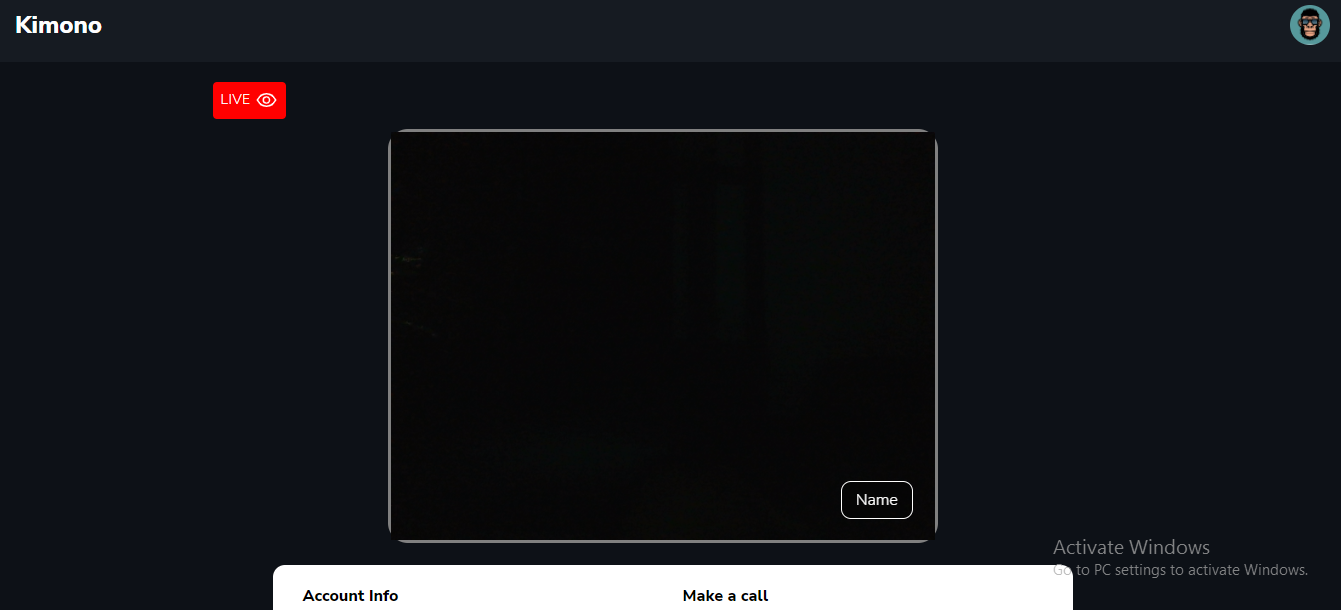 Kimono
LIVE
Name
Activate Windows
Go to PC settings to activate Windows.
Account Info
Make a call